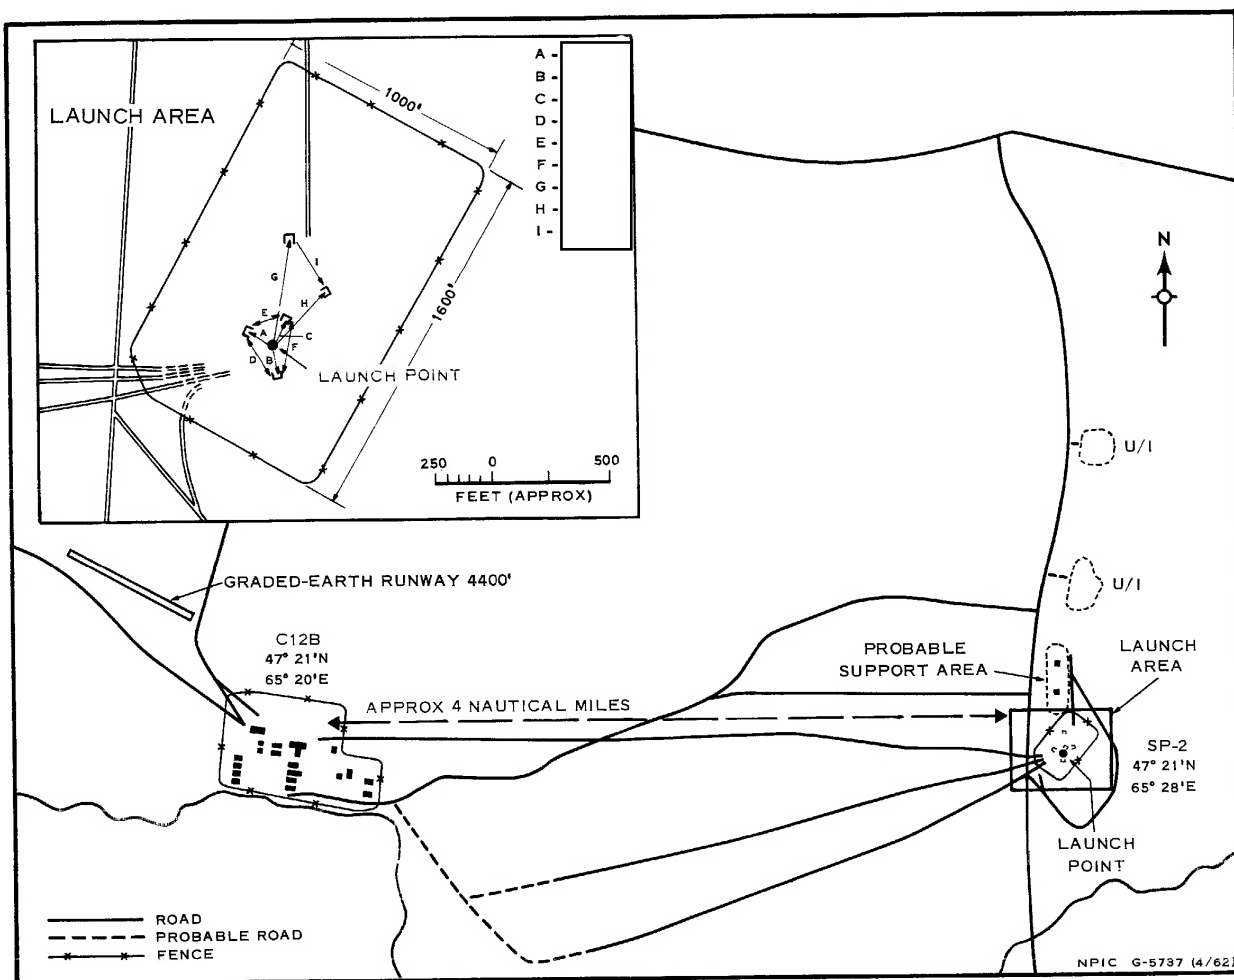 LAUNCH AREA
1000'
1600'
A -
B -
C -
D -
E -
F -
G -
H -
I -
G
I
H
E
A
C
F
D
B
LAUNCH POINT
250 0 500
FEET (APPROX)
N
U/I
U/I
GRADED-EARTH RUNWAY 4400'
C12B
47° 21'N
65° 20'E
PROBABLE
SUPPORT AREA
LAUNCH
AREA
APPROX 4 NAUTICAL MILES
SP-2
47° 21'N
65° 28'E
LAUNCH
POINT
ROAD
PROBABLE ROAD
FENCE
NPIC G-5737 (4/62)